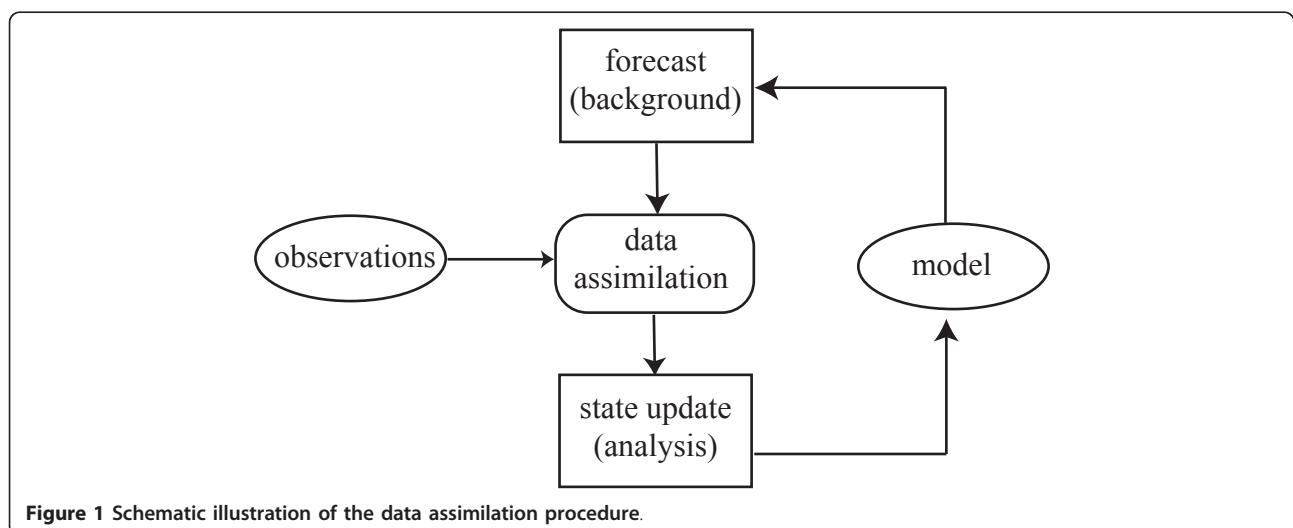 forecast
(background)
observations
data
assimilation
model
state update
(analysis)
Figure 1 Schematic illustration of the data assimilation procedure.